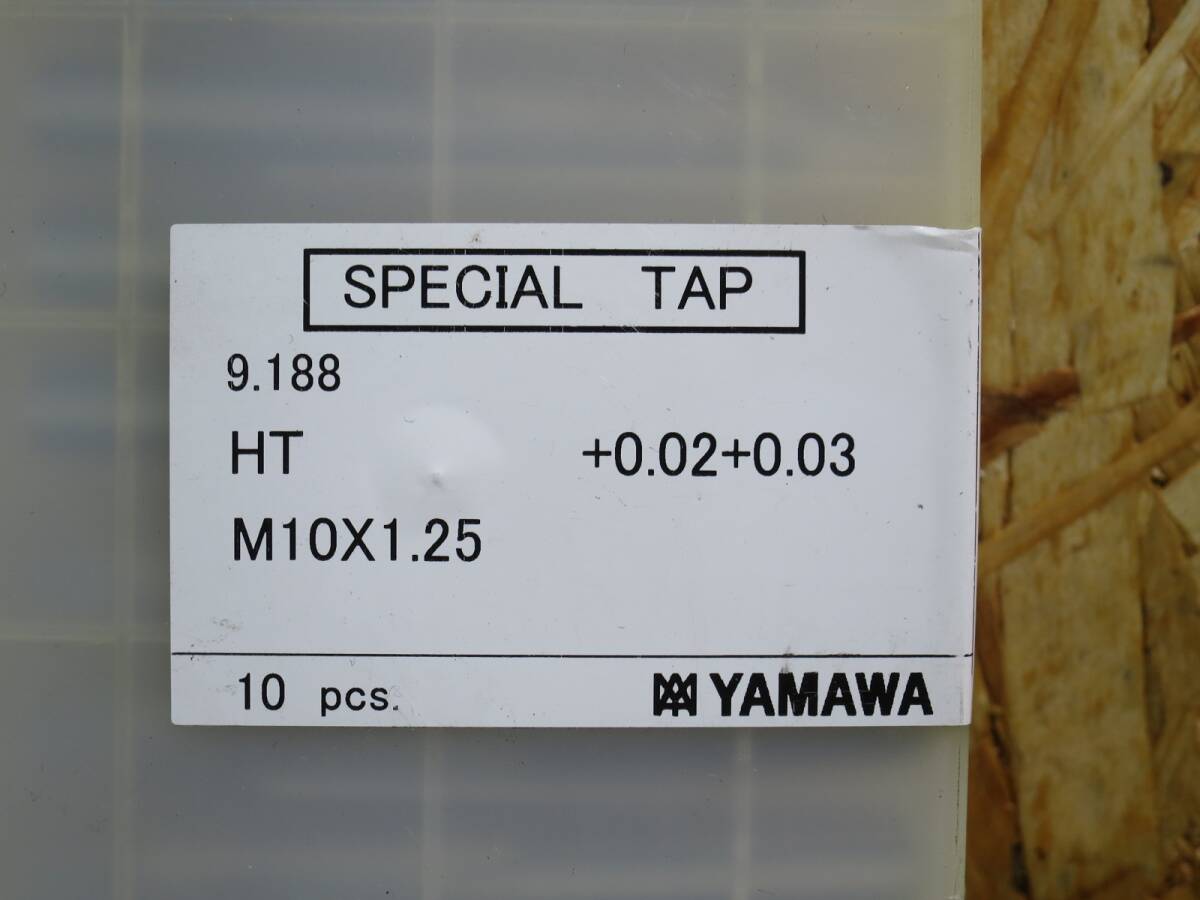 SPECIAL TAP
9.188
HT +0.02+0.03
M10X1.25
10 pcs. YAMAWA